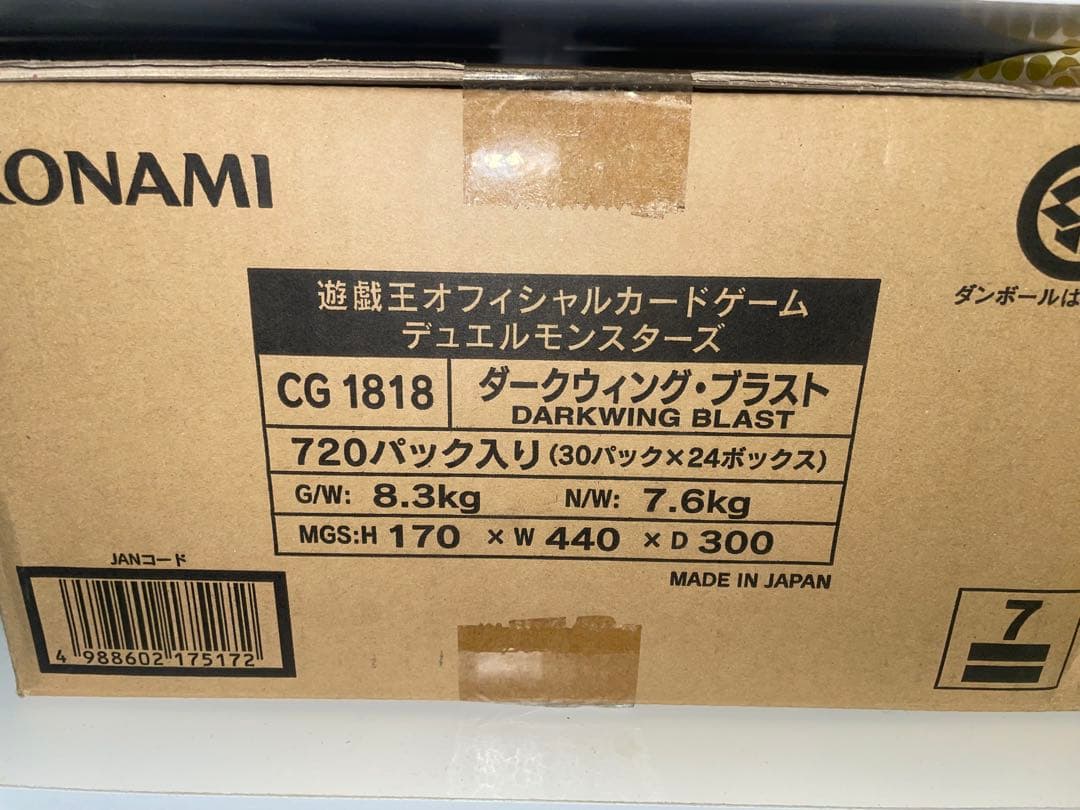 KONAMI
遊戯王オフィシャルカードゲーム
デュエルモンスターズ
CG 1818
ダークウィング・ブラスト
DARKWING BLAST
720パック入り(30パック×24ボックス)
G/W: 8.3kg N/W: 7.6kg
MGS:H 170 × W 440 × D 300
MADE IN JAPAN
ダンボールは
JANコード
4 988602 175172
7